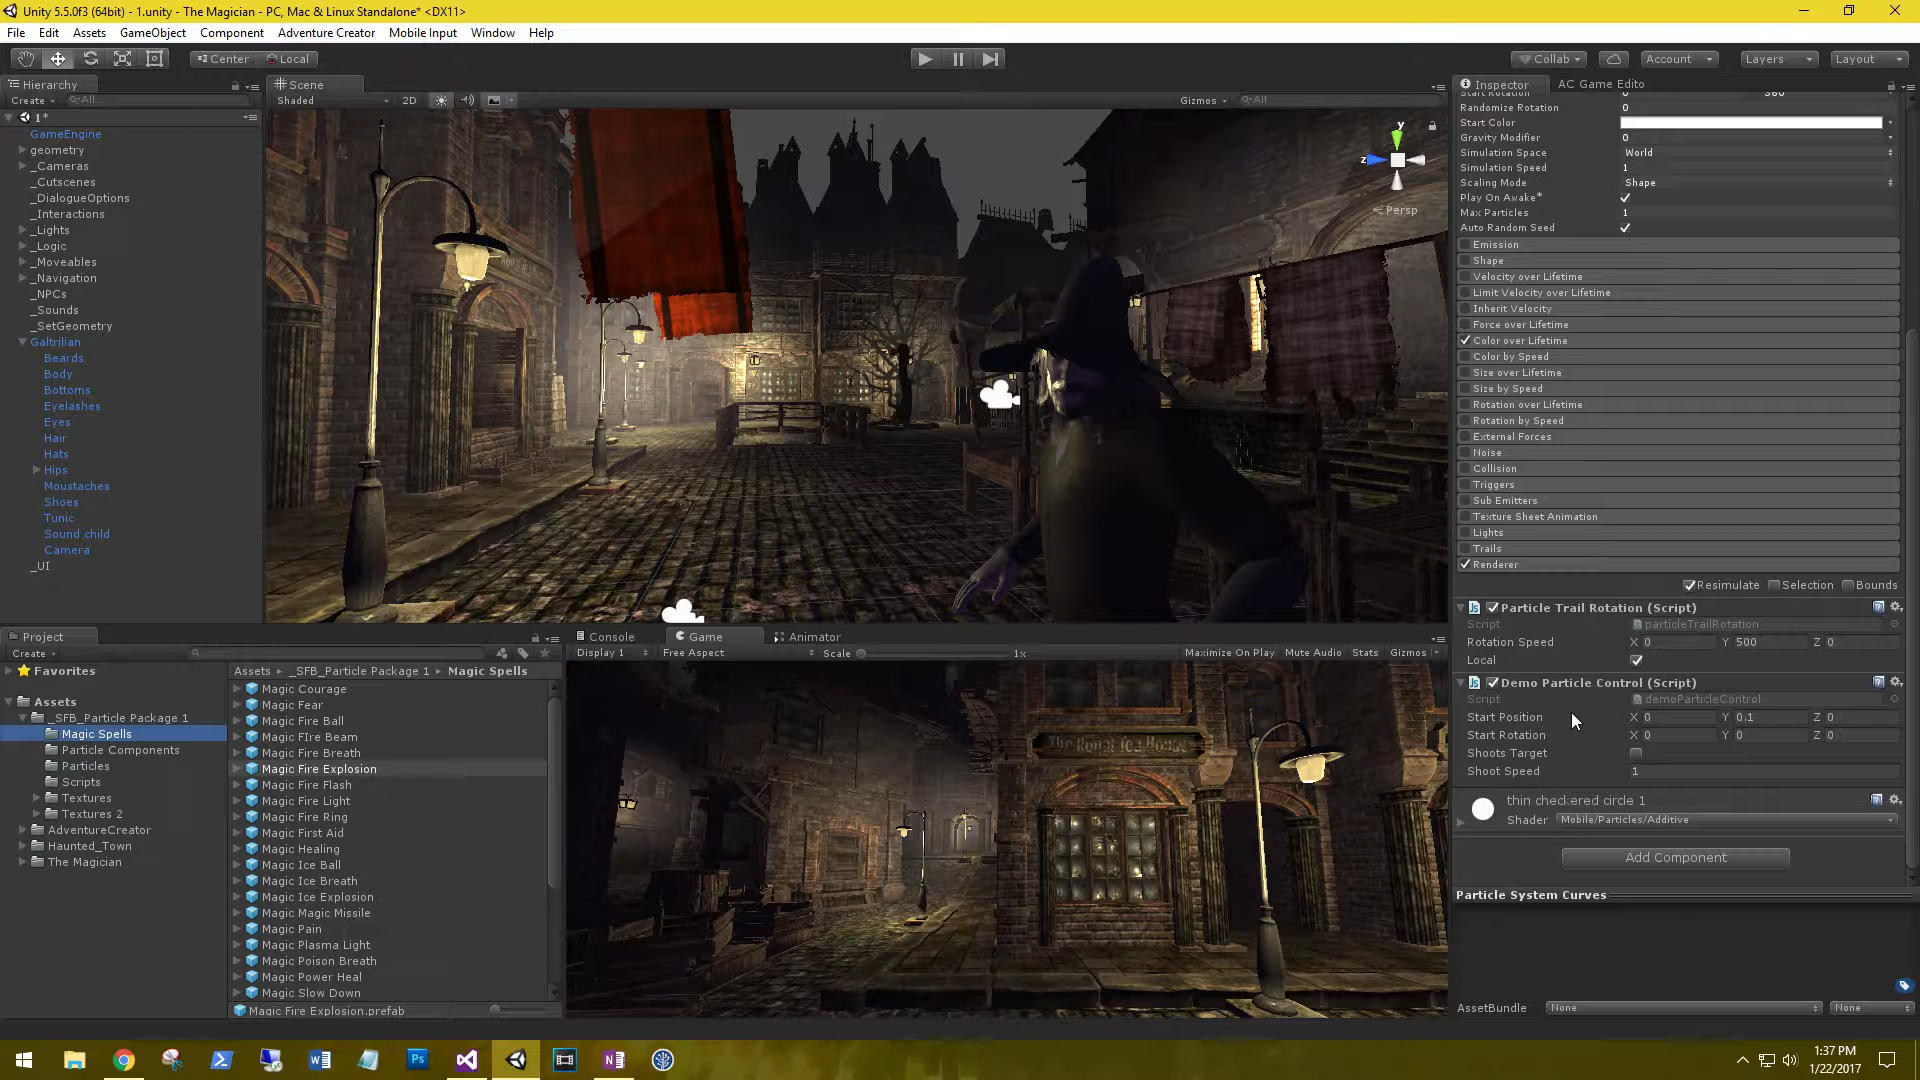 Unity 5.5.0f3 (64bit) - 1.unity - The Magician - PC, Mac & Linux Standalone* <DX11>
File Edit Assets GameObject Component Adventure Creator Mobile Input Window Help
Center Local Collab Account Layers Layout
Hierarchy
Create All
1*
GameEngine
geometry
_Cameras
_Cutscenes
_DialogueOptions
_Interactions
_Lights
_Logic
_Moveables
_Navigation
_NPCs
_Sounds
_SetGeometry
Galtrilian
Beards
Body
Bottoms
Eyelashes
Eyes
Hair
Hats
Hips
Moustaches
Shoes
Tunic
Sound child
Camera
_UI
Scene
Shaded 2D Gizmos All
y
z
Persp
Project
Create
Favorites
Assets
_SFB_Particle Package 1
Magic Spells
Particle Components
Particles
Scripts
Textures
Textures 2
AdventureCreator
Haunted_Town
The Magician
Assets _SFB_Particle Package 1 Magic Spells
Magic Courage
Magic Fear
Magic Fire Ball
Magic FIre Beam
Magic Fire Breath
Magic Fire Explosion
Magic Fire Flash
Magic Fire Light
Magic Fire Ring
Magic First Aid
Magic Healing
Magic Ice Ball
Magic Ice Breath
Magic Ice Explosion
Magic Magic Missile
Magic Pain
Magic Plasma Light
Magic Poison Breath
Magic Power Heal
Magic Slow Down
Magic Fire Explosion.prefab
Console Game Animator
Display 1 Free Aspect Scale 1x Maximize On Play Mute Audio Stats Gizmos
The Royal Tea House
Inspector AC Game Edito
Start Rotation 0 360
Randomize Rotation 0
Start Color
Gravity Modifier 0
Simulation Space World
Simulation Speed 1
Scaling Mode Shape
Play On Awake*
Max Particles 1
Auto Random Seed
Emission
Shape
Velocity over Lifetime
Limit Velocity over Lifetime
Inherit Velocity
Force over Lifetime
Color over Lifetime
Color by Speed
Size over Lifetime
Size by Speed
Rotation over Lifetime
Rotation by Speed
External Forces
Noise
Collision
Triggers
Sub Emitters
Texture Sheet Animation
Lights
Trails
Renderer
Resimulate Selection Bounds
Particle Trail Rotation (Script)
Script particleTrailRotation
Rotation Speed X 0 Y 500 Z 0
Local
Demo Particle Control (Script)
Script demoParticleControl
Start Position X 0 Y 0.1 Z 0
Start Rotation X 0 Y 0 Z 0
Shoots Target
Shoot Speed 1
thin checkered circle 1
Shader Mobile/Particles/Additive
Add Component
Particle System Curves
AssetBundle None None
1:37 PM
1/22/2017